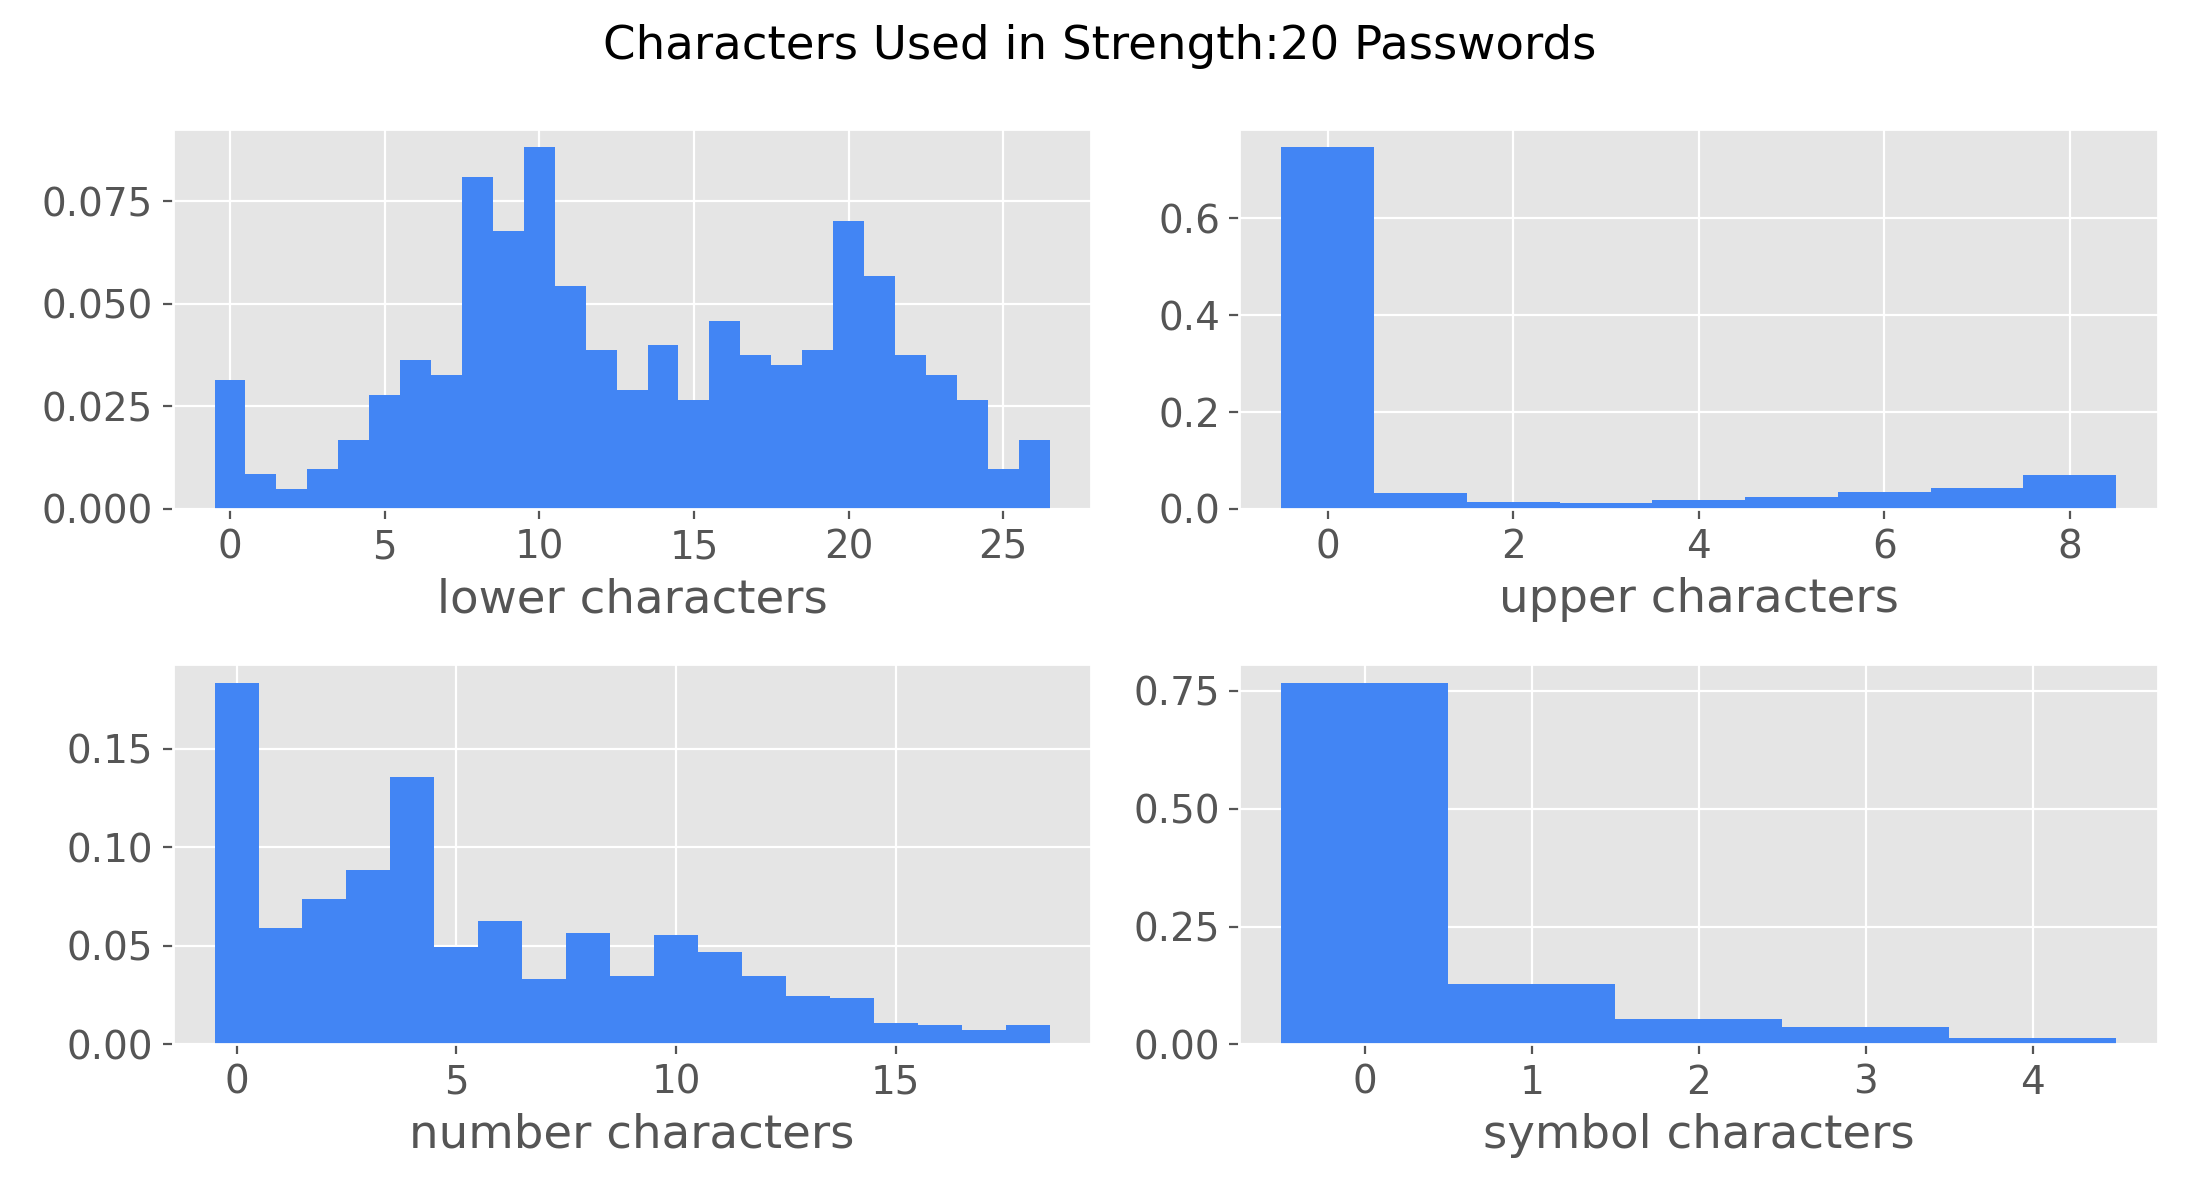 Characters Used in Strength:20 Passwords
0.075
0.050
0.025
0.000
0 5 10 15 20 25
lower characters
0.6
0.4
0.2
0.0
0 2 4 6 8
upper characters
0.15
0.10
0.05
0.00
0 5 10 15
number characters
0.75
0.50
0.25
0.00
0 1 2 3 4
symbol characters